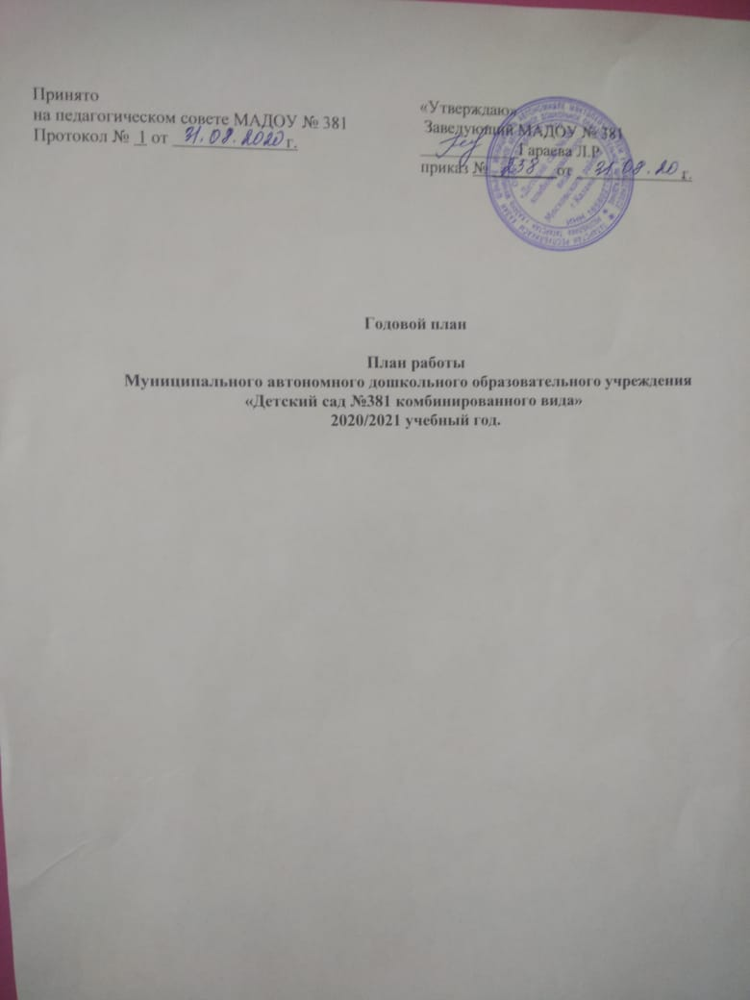 Принято
на педагогическом совете МАДОУ № 381
Протокол № 1 от 31.08.2020 г.
«Утверждаю»
Заведующий МАДОУ № 381
Гараева Л.Р
приказ № 238 от 31.08.20 г.
Годовой план
План работы
Муниципального автономного дошкольного образовательного учреждения
«Детский сад №381 комбинированного вида»
2020/2021 учебный год.